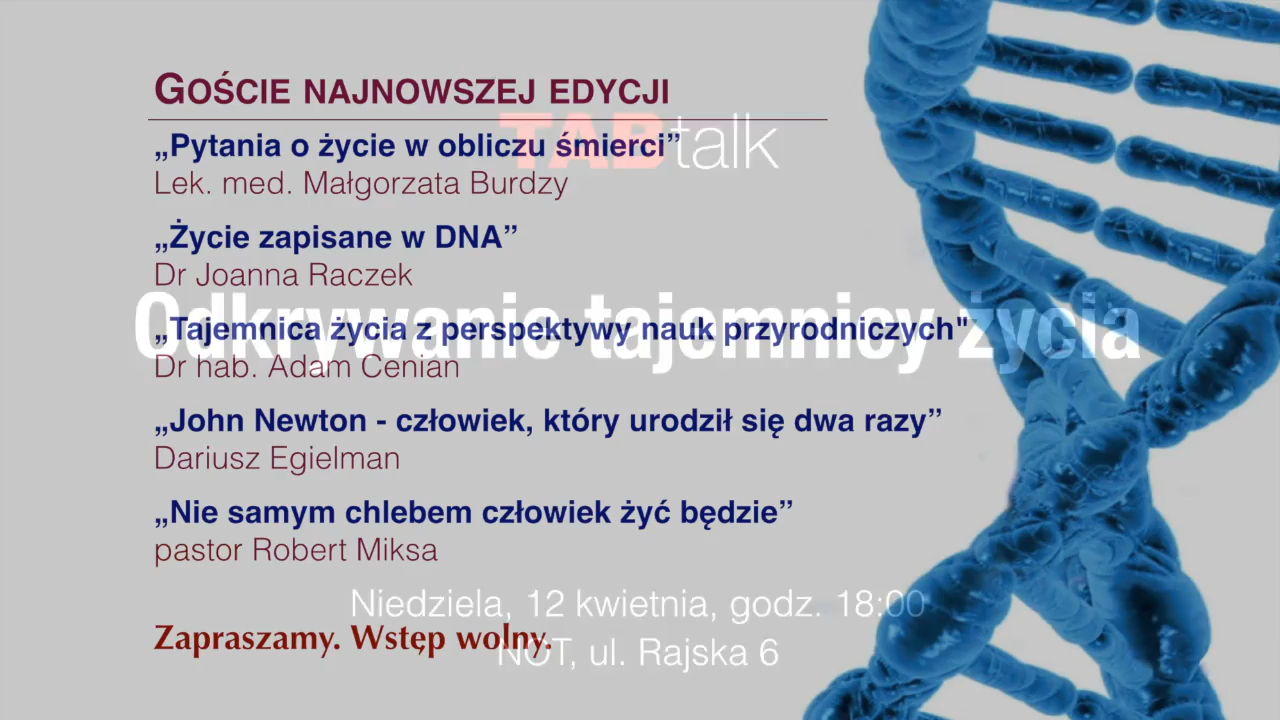 GOŚCIE NAJNOWSZEJ EDYCJI
TABtalk
„Pytania o życie w obliczu śmierci”
Lek. med. Małgorzata Burdzy
„Życie zapisane w DNA”
Dr Joanna Raczek
Odkrywanie tajemnicy życia
„Tajemnica życia z perspektywy nauk przyrodniczych"
Dr hab. Adam Cenian
„John Newton - człowiek, który urodził się dwa razy”
Dariusz Egielman
„Nie samym chlebem człowiek żyć będzie”
pastor Robert Miksa
Niedziela, 12 kwietnia, godz. 18:00
Zapraszamy. Wstęp wolny.
NOT, ul. Rajska 6